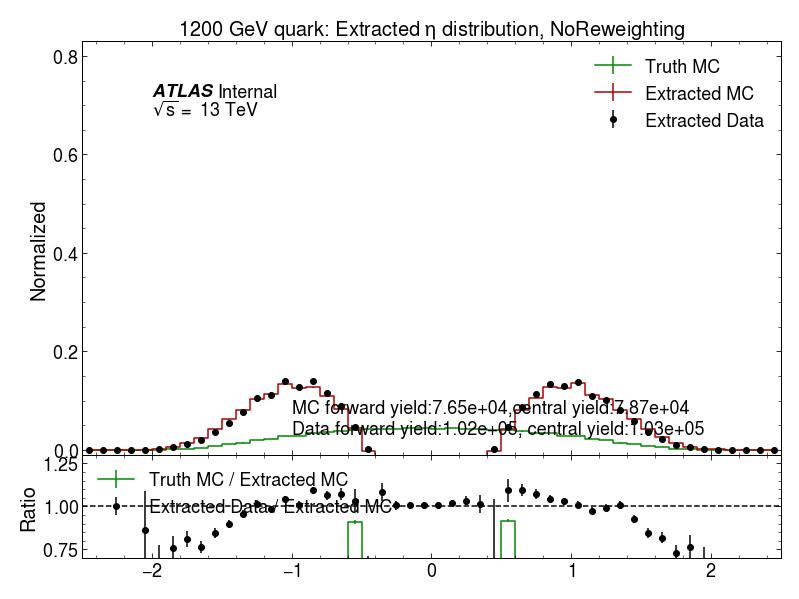 1200 GeV quark: Extracted η distribution, NoReweighting
ATLAS Internal
√s = 13 TeV
Truth MC
Extracted MC
Extracted Data
Normalized
0.8
0.6
0.4
0.2
0.0
MC forward yield:7.65e+04,central yield:7.87e+04
Data forward yield:1.02e+05, central yield:1.03e+05
Ratio
1.25
1.00
0.75
Truth MC / Extracted MC
Extracted Data / Extracted MC
−2 −1 0 1 2